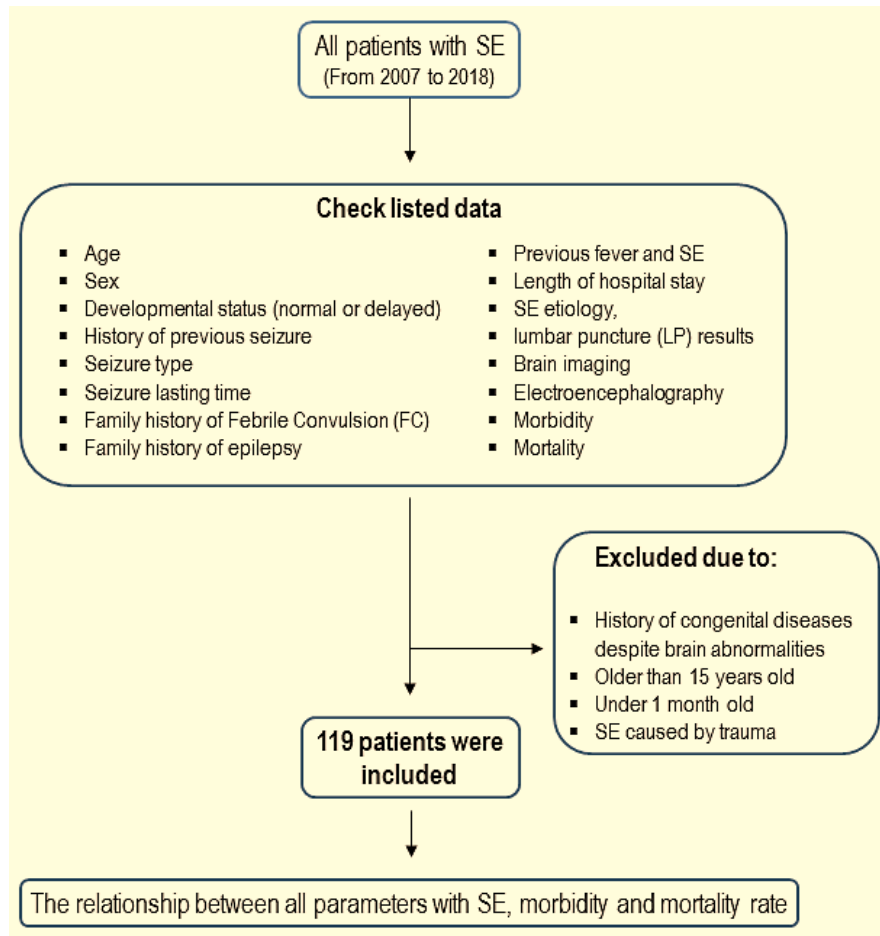 All patients with SE
(From 2007 to 2018)
Check listed data
▪ Age
▪ Sex
▪ Developmental status (normal or delayed)
▪ History of previous seizure
▪ Seizure type
▪ Seizure lasting time
▪ Family history of Febrile Convulsion (FC)
▪ Family history of epilepsy
▪ Previous fever and SE
▪ Length of hospital stay
▪ SE etiology,
▪ lumbar puncture (LP) results
▪ Brain imaging
▪ Electroencephalography
▪ Morbidity
▪ Mortality
Excluded due to:
▪ History of congenital diseases
despite brain abnormalities
▪ Older than 15 years old
▪ Under 1 month old
▪ SE caused by trauma
119 patients were
included
The relationship between all parameters with SE, morbidity and mortality rate